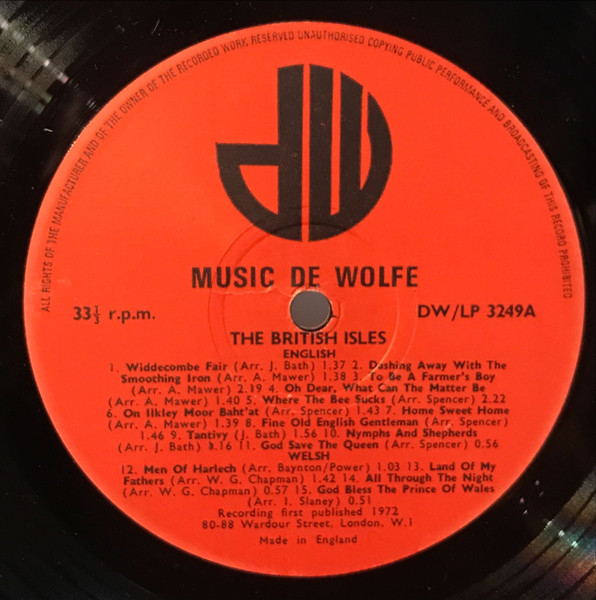 ALL RIGHTS OF THE MANUFACTURER AND OF THE OWNER OF THE RECORDED WORK RESERVED UNAUTHORISED COPYING PUBLIC PERFORMANCE AND BROADCASTING OF THIS RECORD PROHIBITED
dW
MUSIC DE WOLFE
33⅓ r.p.m.
DW/LP 3249A
THE BRITISH ISLES
ENGLISH
1. Widdecombe Fair (Arr. J. Bath) 1.37 2. Dashing Away With The
Smoothing Iron (Arr. A. Mawer) 1.38 3. To Be A Farmer's Boy
(Arr. A. Mawer) 2.19 4. Oh Dear, What Can The Matter Be
(Arr. A. Mawer) 1.40 5. Where The Bee Sucks (Arr. Spencer) 2.22
6. On Ilkley Moor Baht'at (Arr. Spencer) 1.43 7. Home Sweet Home
(Arr. A. Mawer) 1.39 8. Fine Old English Gentleman (Arr. Spencer)
1.46 9. Tantivy (J. Bath) 1.56 10. Nymphs And Shepherds
(Arr. J. Bath) 16 11. God Save The Queen (Arr. Spencer) 0.56
WELSH
12. Men Of Harlech (Arr. Baynton/Power) 1.03 13. Land Of My
Fathers (Arr. W. G. Chapman) 1.42 14. All Through The Night
(Arr. W. G. Chapman) 0.57 15. God Bless The Prince Of Wales
(Arr. I. Slaney) 0.51
Recording first published 1972
80-88 Wardour Street, London, W.1
Made in England